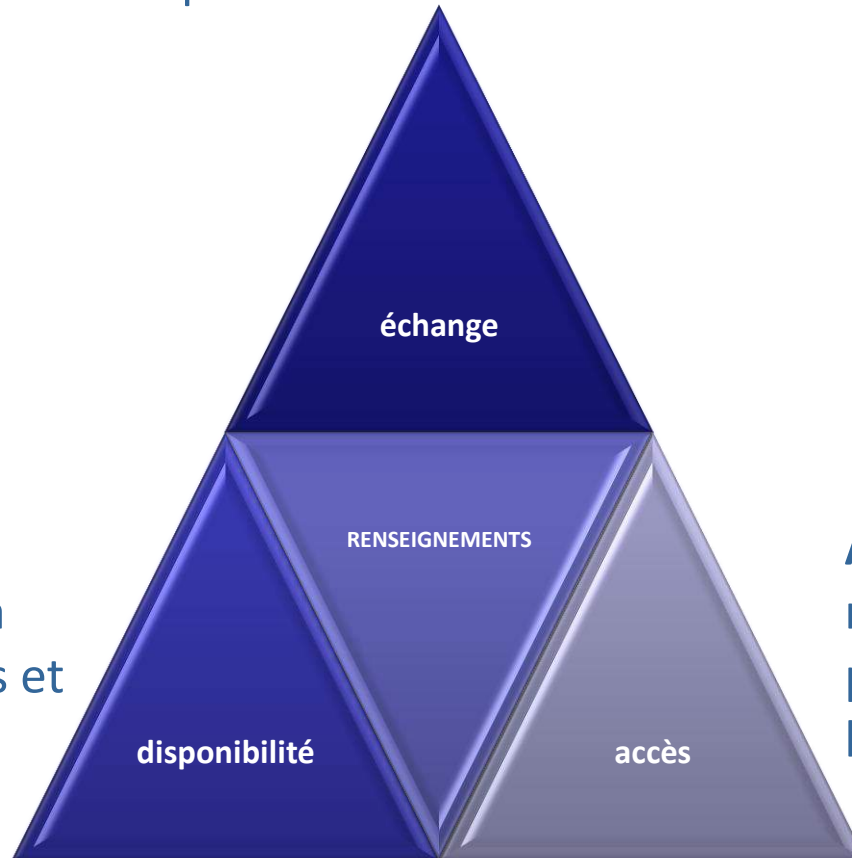 échange
RENSEIGNEMENTS
s et
disponibilité
accès